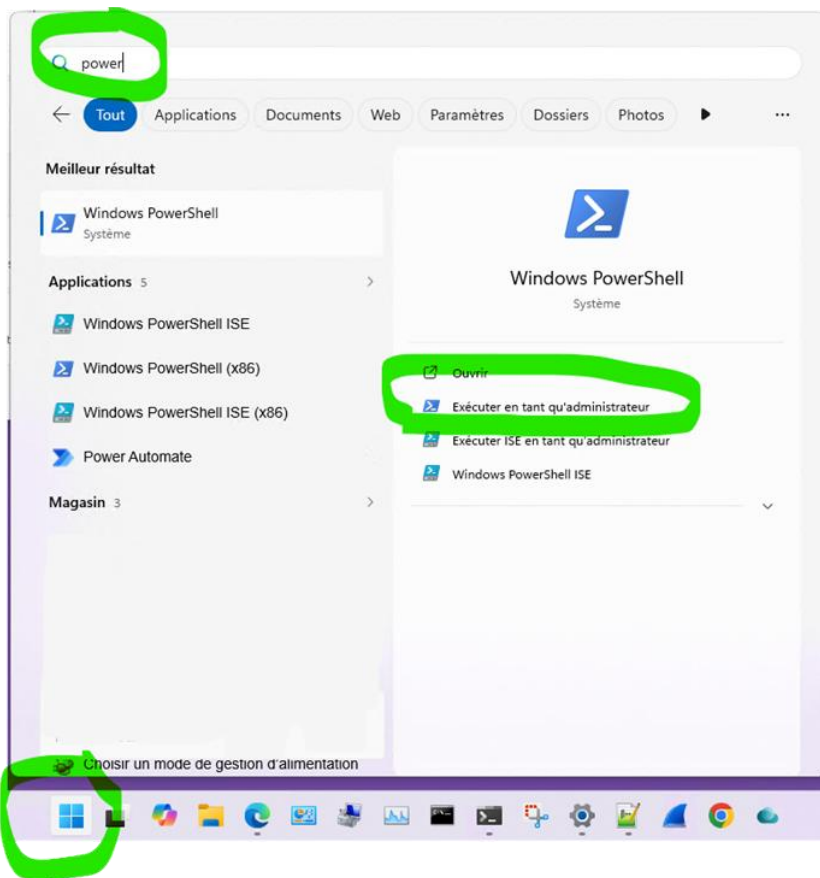 power
Tout Applications Documents Web Paramètres Dossiers Photos
Meilleur résultat
Windows PowerShell
Système
Applications 5
Windows PowerShell ISE
Windows PowerShell (x86)
Windows PowerShell ISE (x86)
Power Automate
Magasin 3
Choisir un mode de gestion d'alimentation
Windows PowerShell
Système
Ouvrir
Exécuter en tant qu'administrateur
Exécuter ISE en tant qu'administrateur
Windows PowerShell ISE